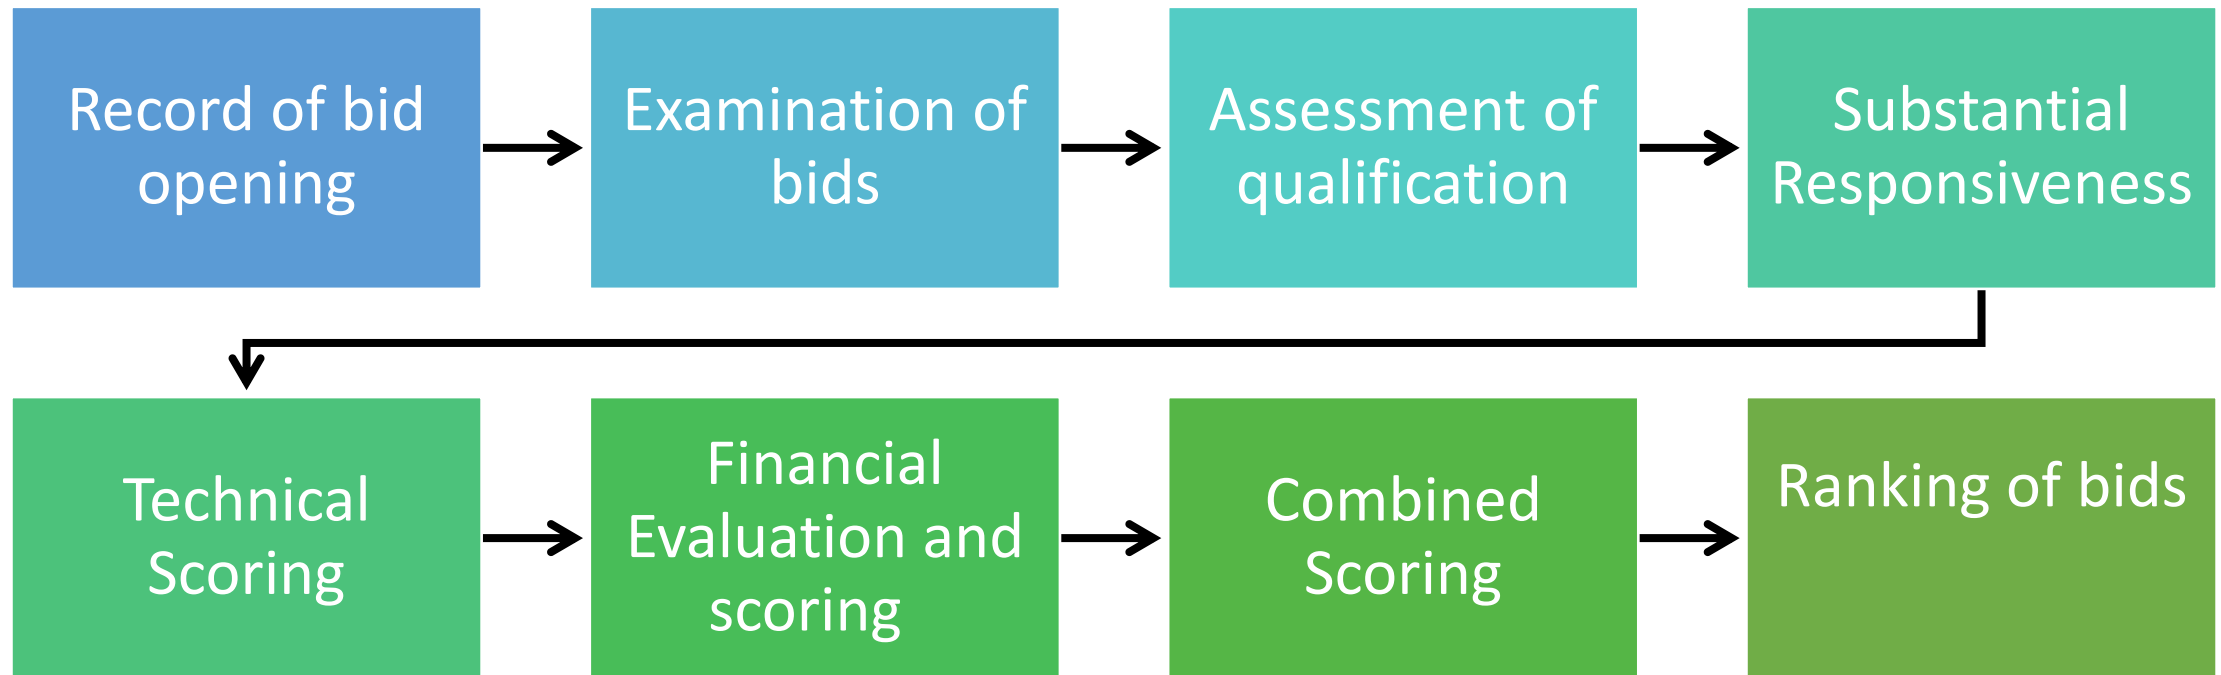 Record of bid
opening
Examination of
bids
Assessment of
qualification
Substantial
Responsiveness
Technical
Scoring
Financial
Evaluation and
scoring
Combined
Scoring
Ranking of bids